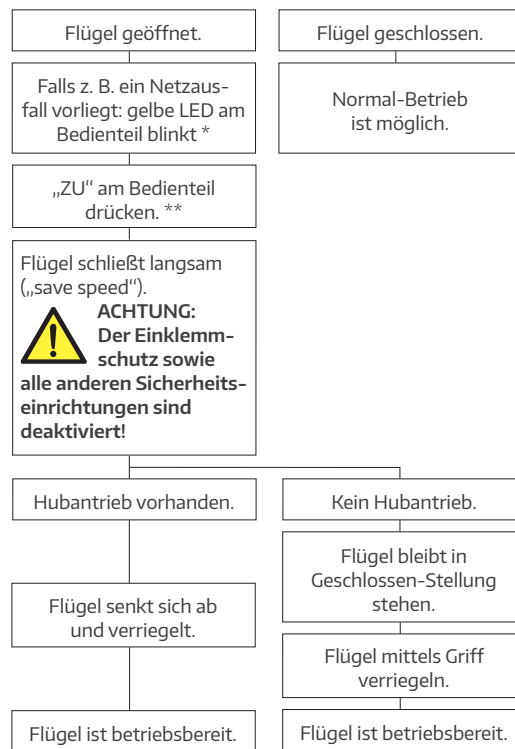 Flügel geöffnet.
Flügel geschlossen.
Falls z. B. ein Netzaus-
fall vorliegt: gelbe LED am
Bedienteil blinkt *
Normal-Betrieb
ist möglich.
„ZU“ am Bedienteil
drücken. **
Flügel schließt langsam
(„save speed“).
ACHTUNG:
Der Einklemm-
schutz sowie
alle anderen Sicherheits-
einrichtungen sind
deaktiviert!
Hubantrieb vorhanden.
Kein Hubantrieb.
Flügel senkt sich ab
und verriegelt.
Flügel bleibt in
Geschlossen-Stellung
stehen.
Flügel mittels Griff
verriegeln.
Flügel ist betriebsbereit.
Flügel ist betriebsbereit.